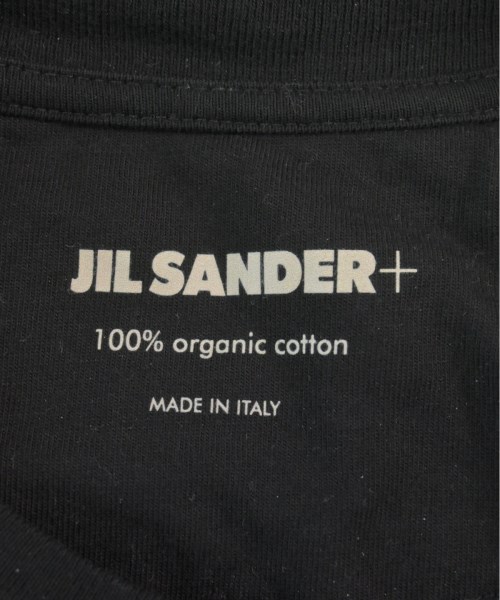 JIL SANDER+
100% organic cotton
MADE IN ITALY